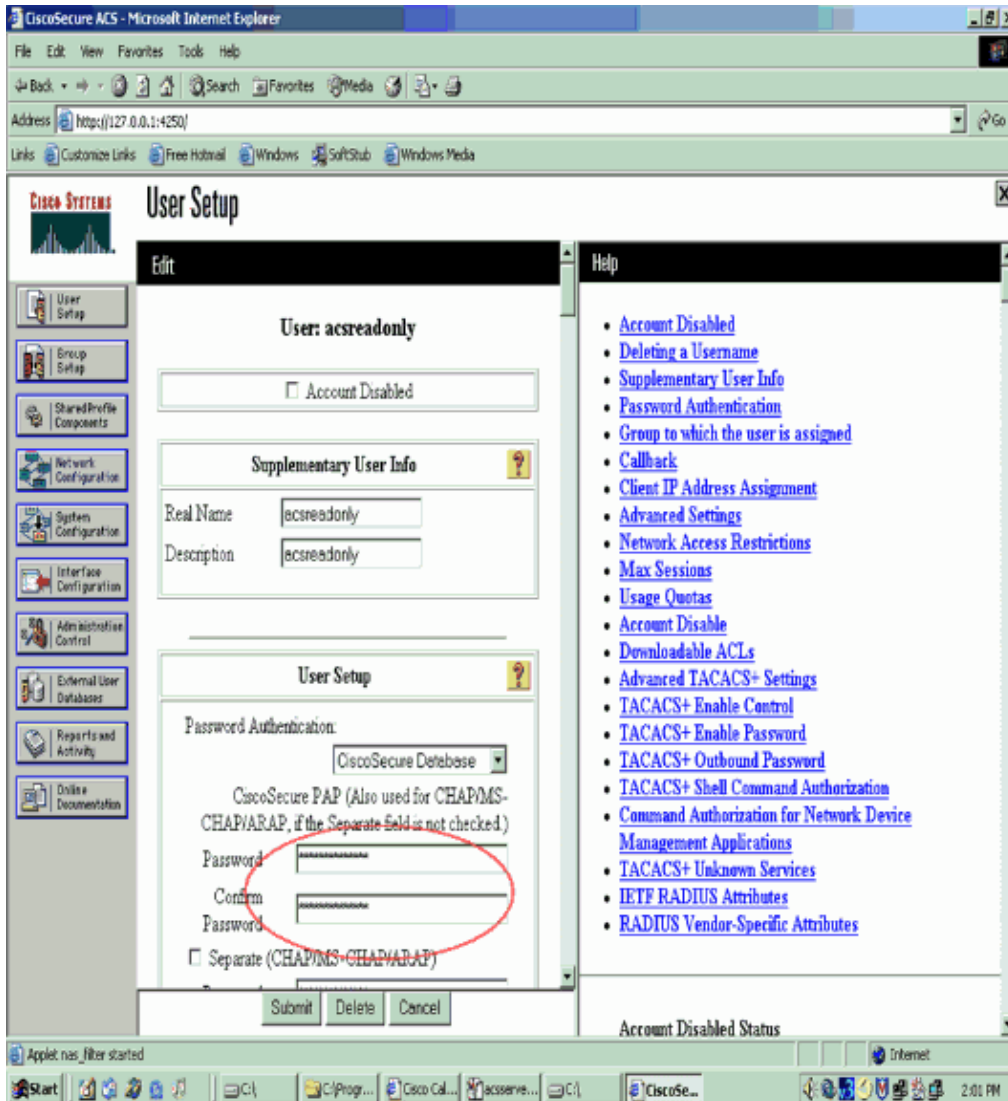 CiscoSecure ACS - Microsoft Internet Explorer
File Edit View Favorites Tools Help
Back Search Favorites Media
Address http://127.0.0.1:4250/ Go
Links Customize Links Free Hotmail Windows SoftStub Windows Media
CISCO SYSTEMS
User Setup
User Setup
Group Setup
Shared Profile Components
Network Configuration
System Configuration
Interface Configuration
Administration Control
External User Databases
Reports and Activity
Online Documentation
Edit
User: acsreadonly
Account Disabled
Supplementary User Info
Real Name acsreadonly
Description acsreadonly
User Setup
Password Authentication:
CiscoSecure Database
CiscoSecure PAP (Also used for CHAP/MS-
CHAP/ARAP, if the Separate field is not checked.)
Password
Confirm
Password
Separate (CHAP/MS-CHAP/ARAP)
Submit Delete Cancel
Help
Account Disabled
Deleting a Username
Supplementary User Info
Password Authentication
Group to which the user is assigned
Callback
Client IP Address Assignment
Advanced Settings
Network Access Restrictions
Max Sessions
Usage Quotas
Account Disable
Downloadable ACLs
Advanced TACACS+ Settings
TACACS+ Enable Control
TACACS+ Enable Password
TACACS+ Outbound Password
TACACS+ Shell Command Authorization
Command Authorization for Network Device
Management Applications
TACACS+ Unknown Services
IETF RADIUS Attributes
RADIUS Vendor-Specific Attributes
Account Disabled Status
Applet nas_filter started Internet
Start C:\ C:\Progr... Cisco Cal... acsserve... C:\ CiscoSe... 2:01 PM